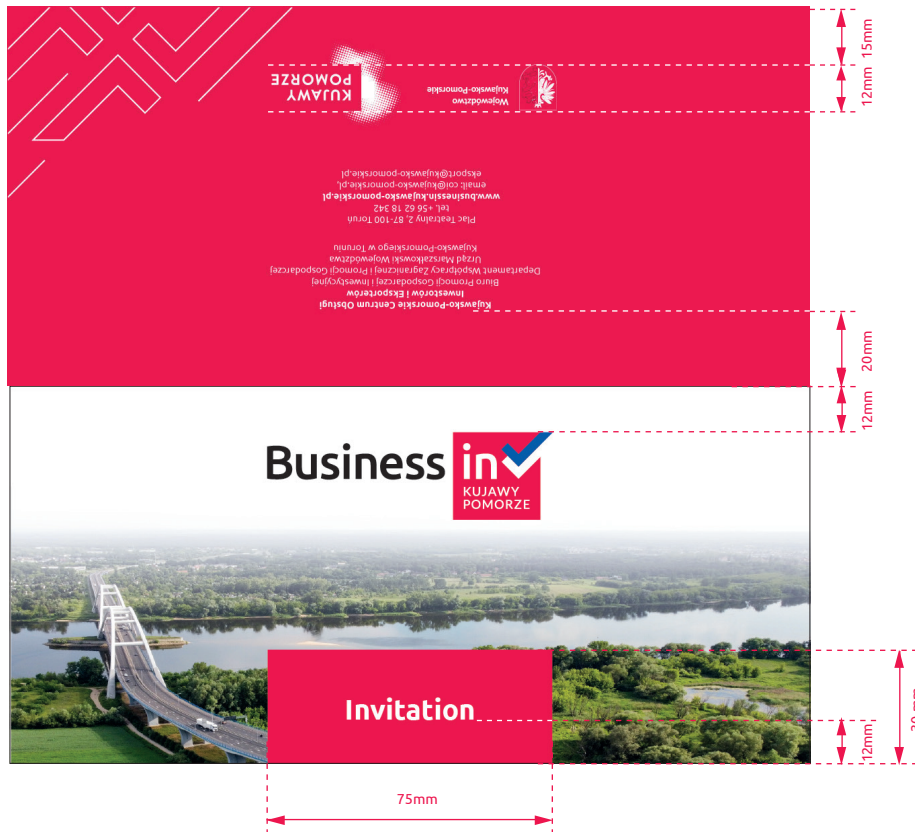 15mm
12mm
Kujawsko-Pomorskie Centrum Obsługi
Inwestorów i Eksporterów
Biuro Promocji Gospodarczej i Inwestycyjnej
Departament Współpracy Zagranicznej i Promocji Gospodarczej
Urząd Marszałkowski Województwa
Kujawsko-Pomorskiego w Toruniu
Plac Teatralny 2, 87-100 Toruń
tel. +56 62 18 342
www.businessin.kujawsko-pomorskie.pl
email: coi@kujawsko-pomorskie.pl,
eksport@kujawsko-pomorskie.pl
Województwo
Kujawsko-Pomorskie
KUJAWY
POMORZE
20mm
12mm
Business in
KUJAWY
POMORZE
Invitation
12mm
30 mm
75mm